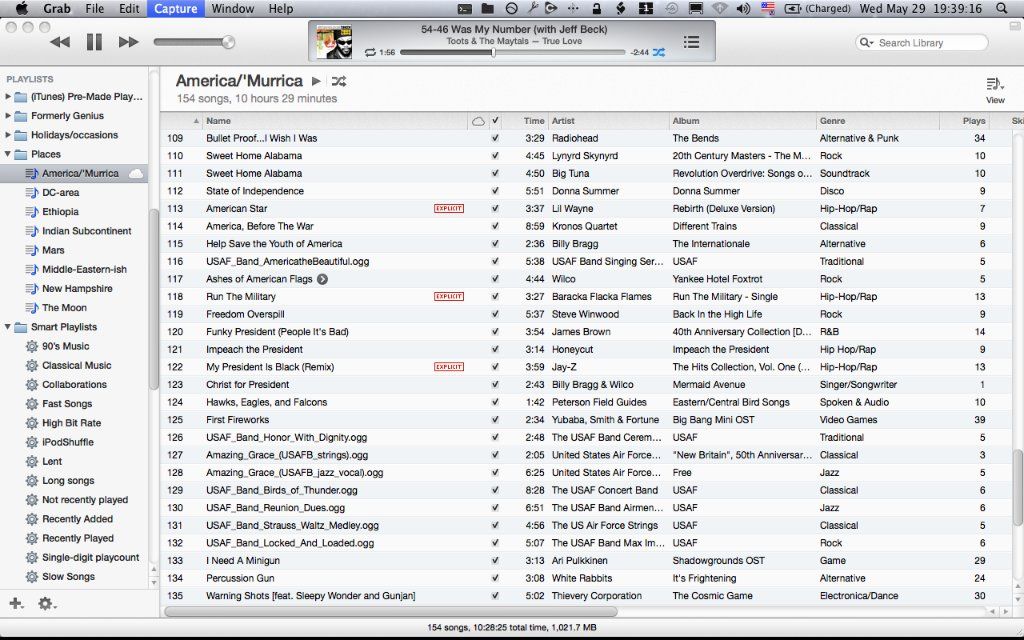 Grab File Edit Capture Window Help (Charged) Wed May 29 19:39:16
54-46 Was My Number (with Jeff Beck)
Toots & The Maytals — True Love
1:56 -2:44
Search Library
PLAYLISTS
(iTunes) Pre-Made Play...
Formerly Genius
Holidays/occasions
Places
America/'Murrica
DC-area
Ethiopia
Indian Subcontinent
Mars
Middle-Eastern-ish
New Hampshire
The Moon
Smart Playlists
90's Music
Classical Music
Collaborations
Fast Songs
High Bit Rate
iPodShuffle
Lent
Long songs
Not recently played
Recently Added
Recently Played
Single-digit playcount
Slow Songs
America/'Murrica
154 songs, 10 hours 29 minutes
View
Name Time Artist Album Genre Plays Ski
109 Bullet Proof...I Wish I Was 3:29 Radiohead The Bends Alternative & Punk 34
110 Sweet Home Alabama 4:45 Lynyrd Skynyrd 20th Century Masters - The M... Rock 10
111 Sweet Home Alabama 4:50 Big Tuna Revolution Overdrive: Songs o... Soundtrack 10
112 State of Independence 5:51 Donna Summer Donna Summer Disco 9
113 American Star EXPLICIT 3:37 Lil Wayne Rebirth (Deluxe Version) Hip-Hop/Rap 7
114 America, Before The War 8:59 Kronos Quartet Different Trains Classical 9
115 Help Save the Youth of America 2:36 Billy Bragg The Internationale Alternative 6
116 USAF_Band_AmericatheBeautiful.ogg 5:38 USAF Band Singing Ser... USAF Traditional 5
117 Ashes of American Flags 4:44 Wilco Yankee Hotel Foxtrot Rock 5
118 Run The Military EXPLICIT 3:27 Baracka Flacka Flames Run The Military - Single Hip-Hop/Rap 13
119 Freedom Overspill 5:37 Steve Winwood Back In the High Life Rock 9
120 Funky President (People It's Bad) 3:54 James Brown 40th Anniversary Collection [D... R&B 14
121 Impeach the President 3:14 Honeycut Impeach the President Hip Hop/Rap 9
122 My President Is Black (Remix) EXPLICIT 3:59 Jay-Z The Hits Collection, Vol. One (... Hip-Hop/Rap 13
123 Christ for President 2:43 Billy Bragg & Wilco Mermaid Avenue Singer/Songwriter 1
124 Hawks, Eagles, and Falcons 1:42 Peterson Field Guides Eastern/Central Bird Songs Spoken & Audio 10
125 First Fireworks 2:34 Yubaba, Smith & Fortune Big Bang Mini OST Video Games 39
126 USAF_Band_Honor_With_Dignity.ogg 2:48 The USAF Band Cerem... USAF Traditional 5
127 Amazing_Grace_(USAFB_strings).ogg 2:05 United States Air Force... "New Britain", 50th Anniversar... Classical 3
128 Amazing_Grace_(USAFB_jazz_vocal).ogg 6:25 United States Air Force... Free Jazz 5
129 USAF_Band_Birds_of_Thunder.ogg 8:28 The USAF Concert Band USAF Classical 6
130 USAF_Band_Reunion_Dues.ogg 6:51 The USAF Band Airmen... USAF Jazz 6
131 USAF_Band_Strauss_Waltz_Medley.ogg 4:56 The US Air Force Strings USAF Classical 5
132 USAF_Band_Locked_And_Loaded.ogg 5:07 The USAF Band Max Im... USAF Rock 6
133 I Need A Minigun 3:13 Ari Pulkkinen Shadowgrounds OST Game 29
134 Percussion Gun 3:08 White Rabbits It's Frightening Alternative 24
135 Warning Shots [feat. Sleepy Wonder and Gunjan] 5:02 Thievery Corporation The Cosmic Game Electronica/Dance 30
154 songs, 10:28:25 total time, 1,021.7 MB